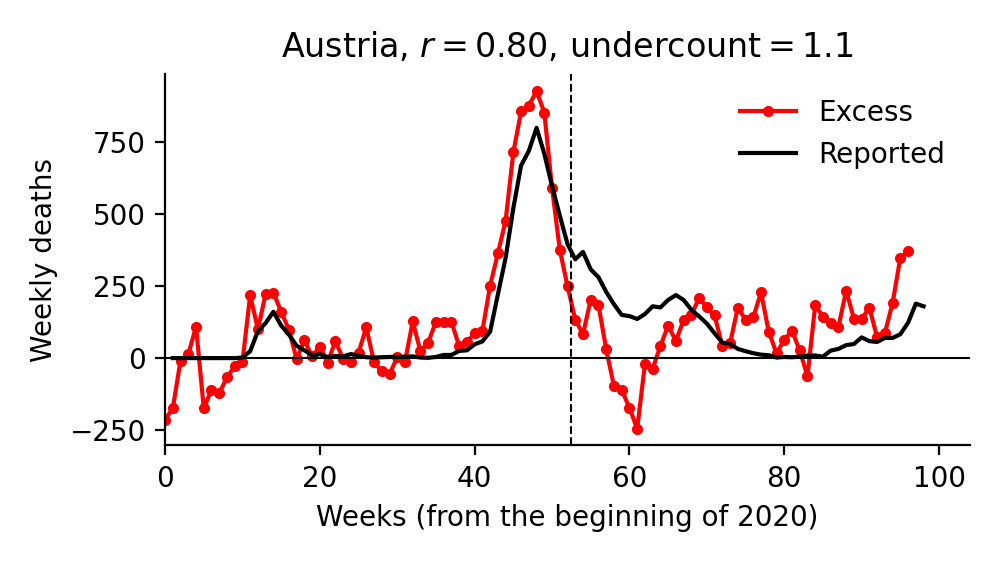 Austria, r = 0.80, undercount = 1.1
Excess
Reported
Weekly deaths
750
500
250
0
−250
0 20 40 60 80 100
Weeks (from the beginning of 2020)